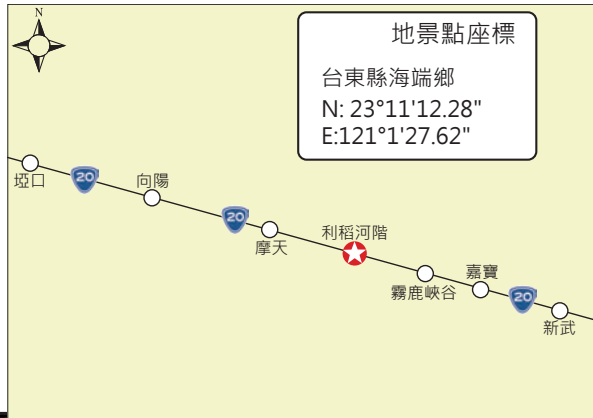 N
地景點座標
台東縣海端鄉
N: 23°11'12.28"
E:121°1'27.62"
埡口
20
向陽
20
摩天
利稻河階
霧鹿峽谷
嘉寶
20
新武